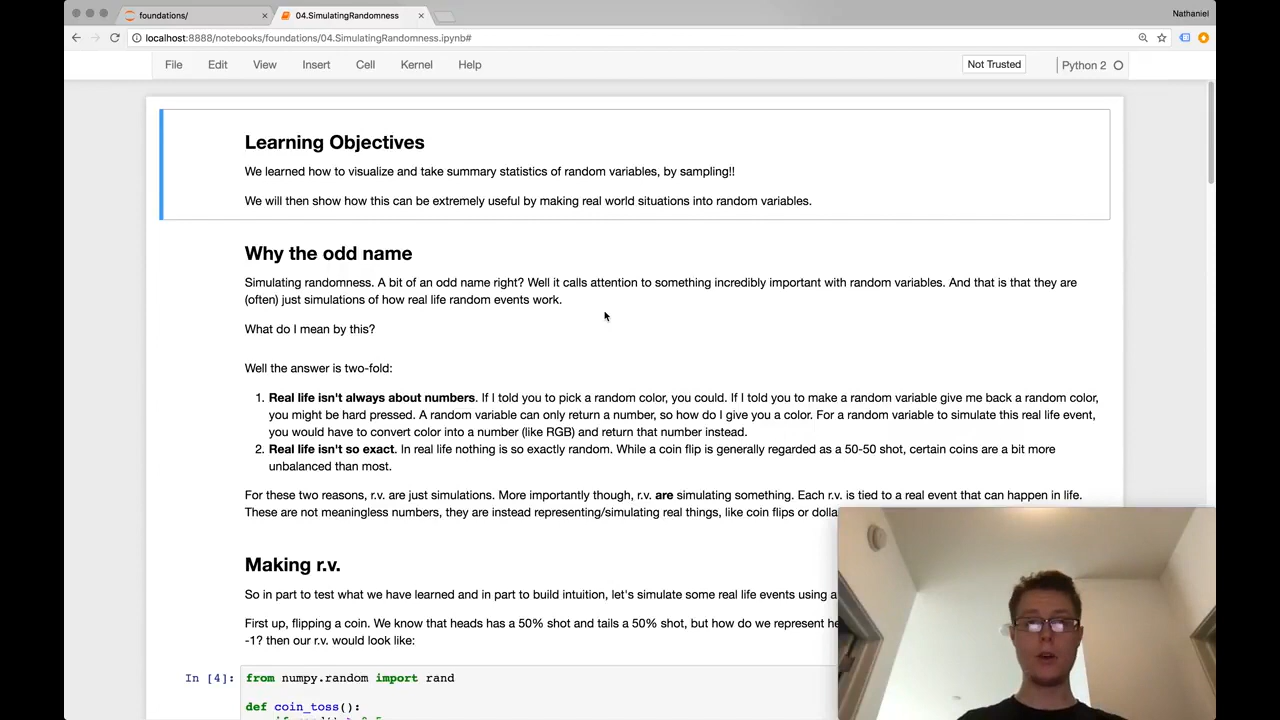 foundations/
04.SimulatingRandomness
Nathaniel
localhost:8888/notebooks/foundations/04.SimulatingRandomness.ipynb#
File Edit View Insert Cell Kernel Help
Not Trusted
Python 2
Learning Objectives
We learned how to visualize and take summary statistics of random variables, by sampling!!
We will then show how this can be extremely useful by making real world situations into random variables.
Why the odd name
Simulating randomness. A bit of an odd name right? Well it calls attention to something incredibly important with random variables. And that is that they are
(often) just simulations of how real life random events work.
What do I mean by this?
Well the answer is two-fold:
1. Real life isn't always about numbers. If I told you to pick a random color, you could. If I told you to make a random variable give me back a random color,
you might be hard pressed. A random variable can only return a number, so how do I give you a color. For a random variable to simulate this real life event,
you would have to convert color into a number (like RGB) and return that number instead.
2. Real life isn't so exact. In real life nothing is so exactly random. While a coin flip is generally regarded as a 50-50 shot, certain coins are a bit more
unbalanced than most.
For these two reasons, r.v. are just simulations. More importantly though, r.v. are simulating something. Each r.v. is tied to a real event that can happen in life.
These are not meaningless numbers, they are instead representing/simulating real things, like coin flips or dolla
Making r.v.
So in part to test what we have learned and in part to build intuition, let's simulate some real life events using a
First up, flipping a coin. We know that heads has a 50% shot and tails a 50% shot, but how do we represent he
-1? then our r.v. would look like:
In [4]:
from numpy.random import rand
def coin_toss():